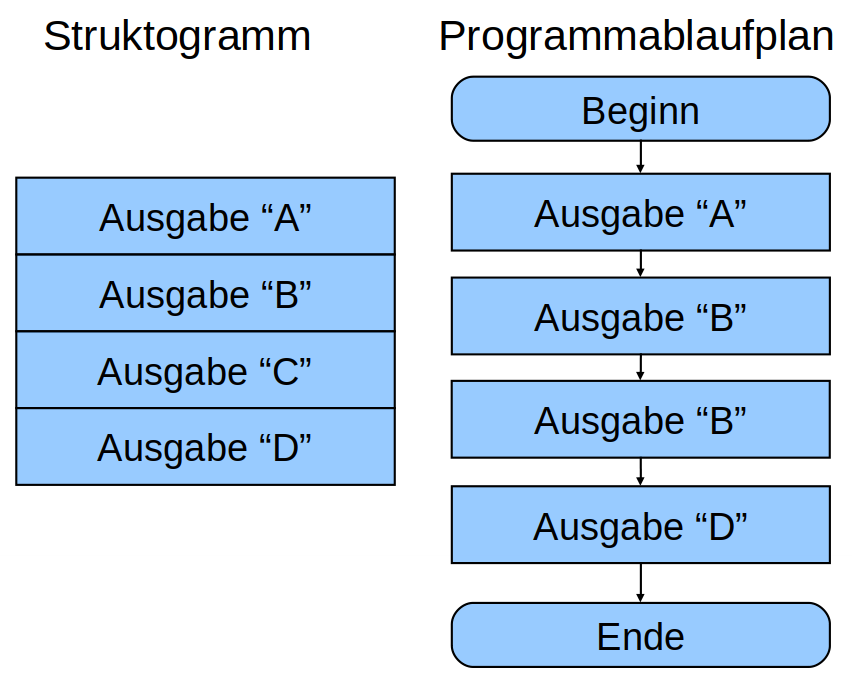 Struktogramm
Ausgabe “A”
Ausgabe “B”
Ausgabe “C”
Ausgabe “D”
Programmablaufplan
Beginn
Ausgabe “A”
Ausgabe “B”
Ausgabe “B”
Ausgabe “D”
Ende